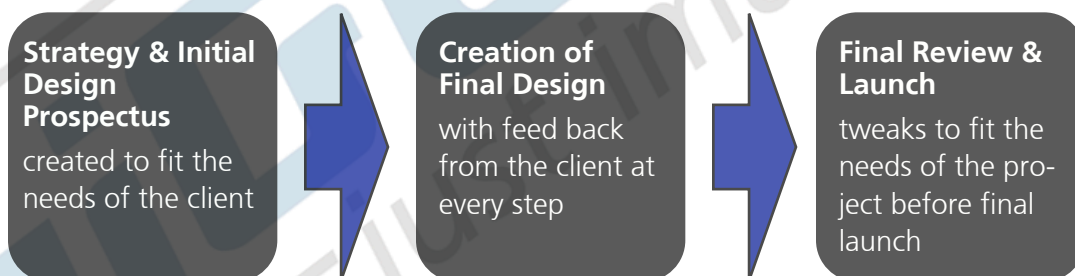 Strategy & Initial
Design
Prospectus
created to fit the
needs of the client
Creation of
Final Design
with feed back
from the client at
every step
Final Review &
Launch
tweaks to fit the
needs of the pro-
ject before final
launch